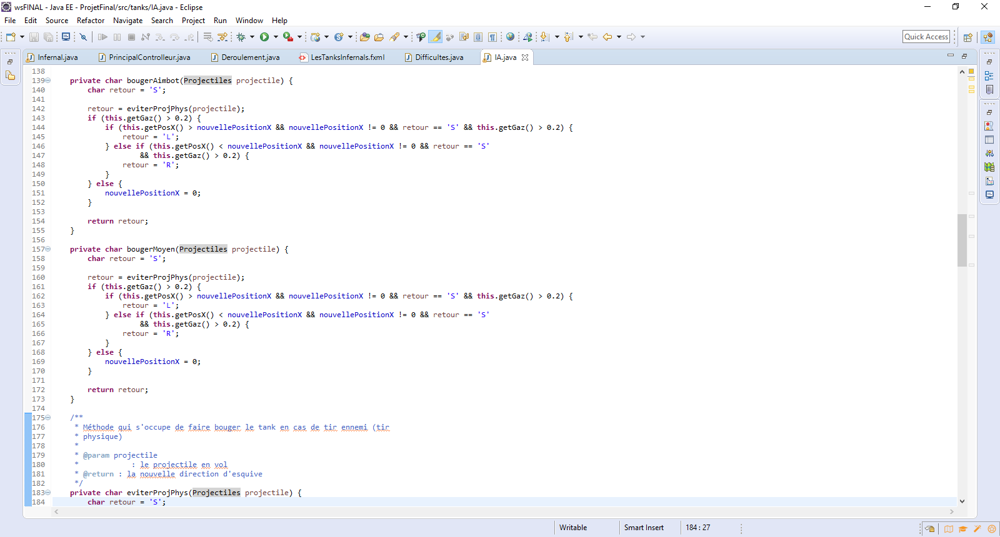 wsFINAL - Java EE - ProjetFinal/src/tanks/IA.java - Eclipse
File Edit Source Refactor Navigate Search Project Run Window Help
Quick Access
Infernal.java PrincipalControlleur.java Deroulement.java LesTanksInfernals.fxml Difficultes.java IA.java
138
139 private char bougerAimbot(Projectiles projectile) {
140 char retour = 'S';
141
142 retour = eviterProjPhys(projectile);
143 if (this.getGaz() > 0.2) {
144 if (this.getPosX() > nouvellePositionX && nouvellePositionX != 0 && retour == 'S' && this.getGaz() > 0.2) {
145 retour = 'L';
146 } else if (this.getPosX() < nouvellePositionX && nouvellePositionX != 0 && retour == 'S'
147 && this.getGaz() > 0.2) {
148 retour = 'R';
149 }
150 } else {
151 nouvellePositionX = 0;
152 }
153
154 return retour;
155 }
156
157 private char bougerMoyen(Projectiles projectile) {
158 char retour = 'S';
159
160 retour = eviterProjPhys(projectile);
161 if (this.getGaz() > 0.2) {
162 if (this.getPosX() > nouvellePositionX && nouvellePositionX != 0 && retour == 'S' && this.getGaz() > 0.2) {
163 retour = 'L';
164 } else if (this.getPosX() < nouvellePositionX && nouvellePositionX != 0 && retour == 'S'
165 && this.getGaz() > 0.2) {
166 retour = 'R';
167 }
168 } else {
169 nouvellePositionX = 0;
170 }
171
172 return retour;
173 }
174
175 /**
176 * Méthode qui s'occupe de faire bouger le tank en cas de tir ennemi (tir
177 * physique)
178 *
179 * @param projectile
180 * : le projectile en vol
181 * @return : la nouvelle direction d'esquive
182 */
183 private char eviterProjPhys(Projectiles projectile) {
184 char retour = 'S';
Writable Smart Insert 184 : 27